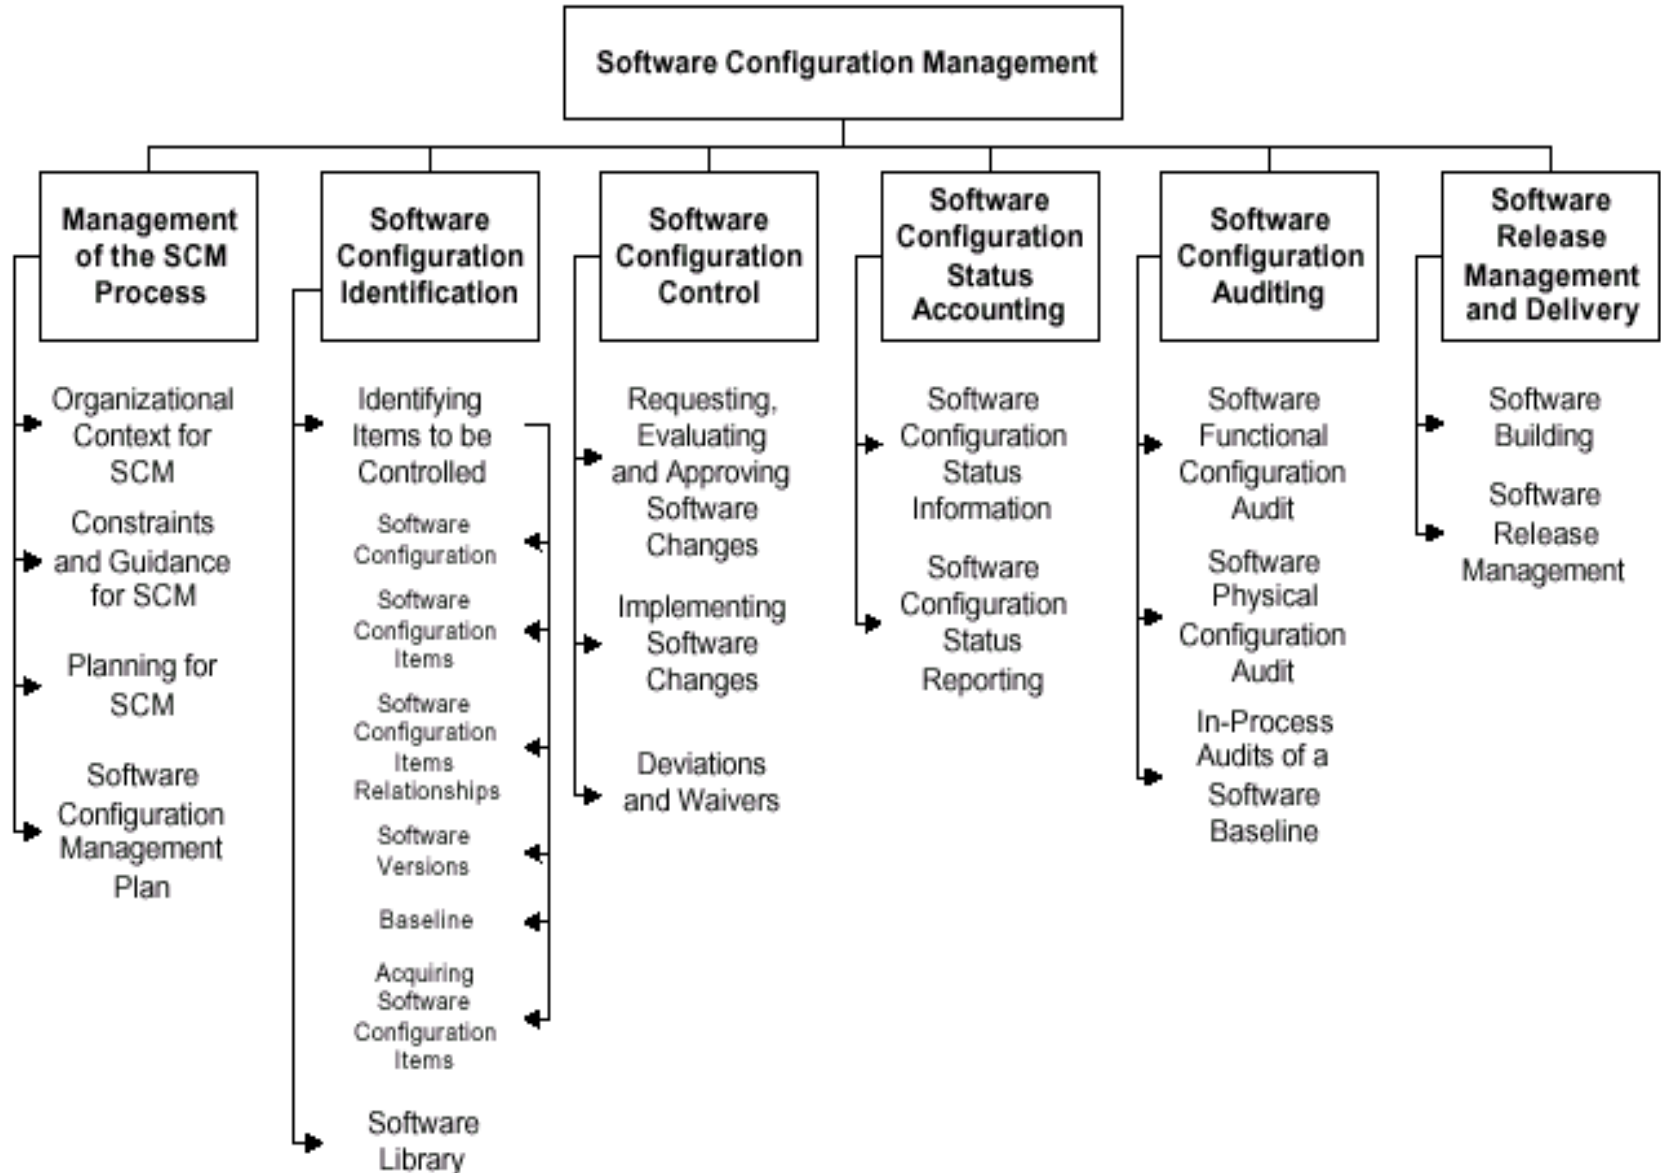 Software Configuration Management
Management
of the SCM
Process
Organizational
Context for
SCM
Constraints
and Guidance
for SCM
Planning for
SCM
Software
Configuration
Management
Plan
Software
Configuration
Identification
Identifying
Items to be
Controlled
Software
Configuration
Software
Configuration
Items
Software
Configuration
Items
Relationships
Software
Versions
Baseline
Acquiring
Software
Configuration
Items
Software
Library
Software
Configuration
Control
Requesting,
Evaluating
and Approving
Software
Changes
Implementing
Software
Changes
Deviations
and Waivers
Software
Configuration
Status
Accounting
Software
Configuration
Status
Information
Software
Configuration
Status
Reporting
Software
Configuration
Auditing
Software
Functional
Configuration
Audit
Software
Physical
Configuration
Audit
In-Process
Audits of a
Software
Baseline
Software
Release
Management
and Delivery
Software
Building
Software
Release
Management